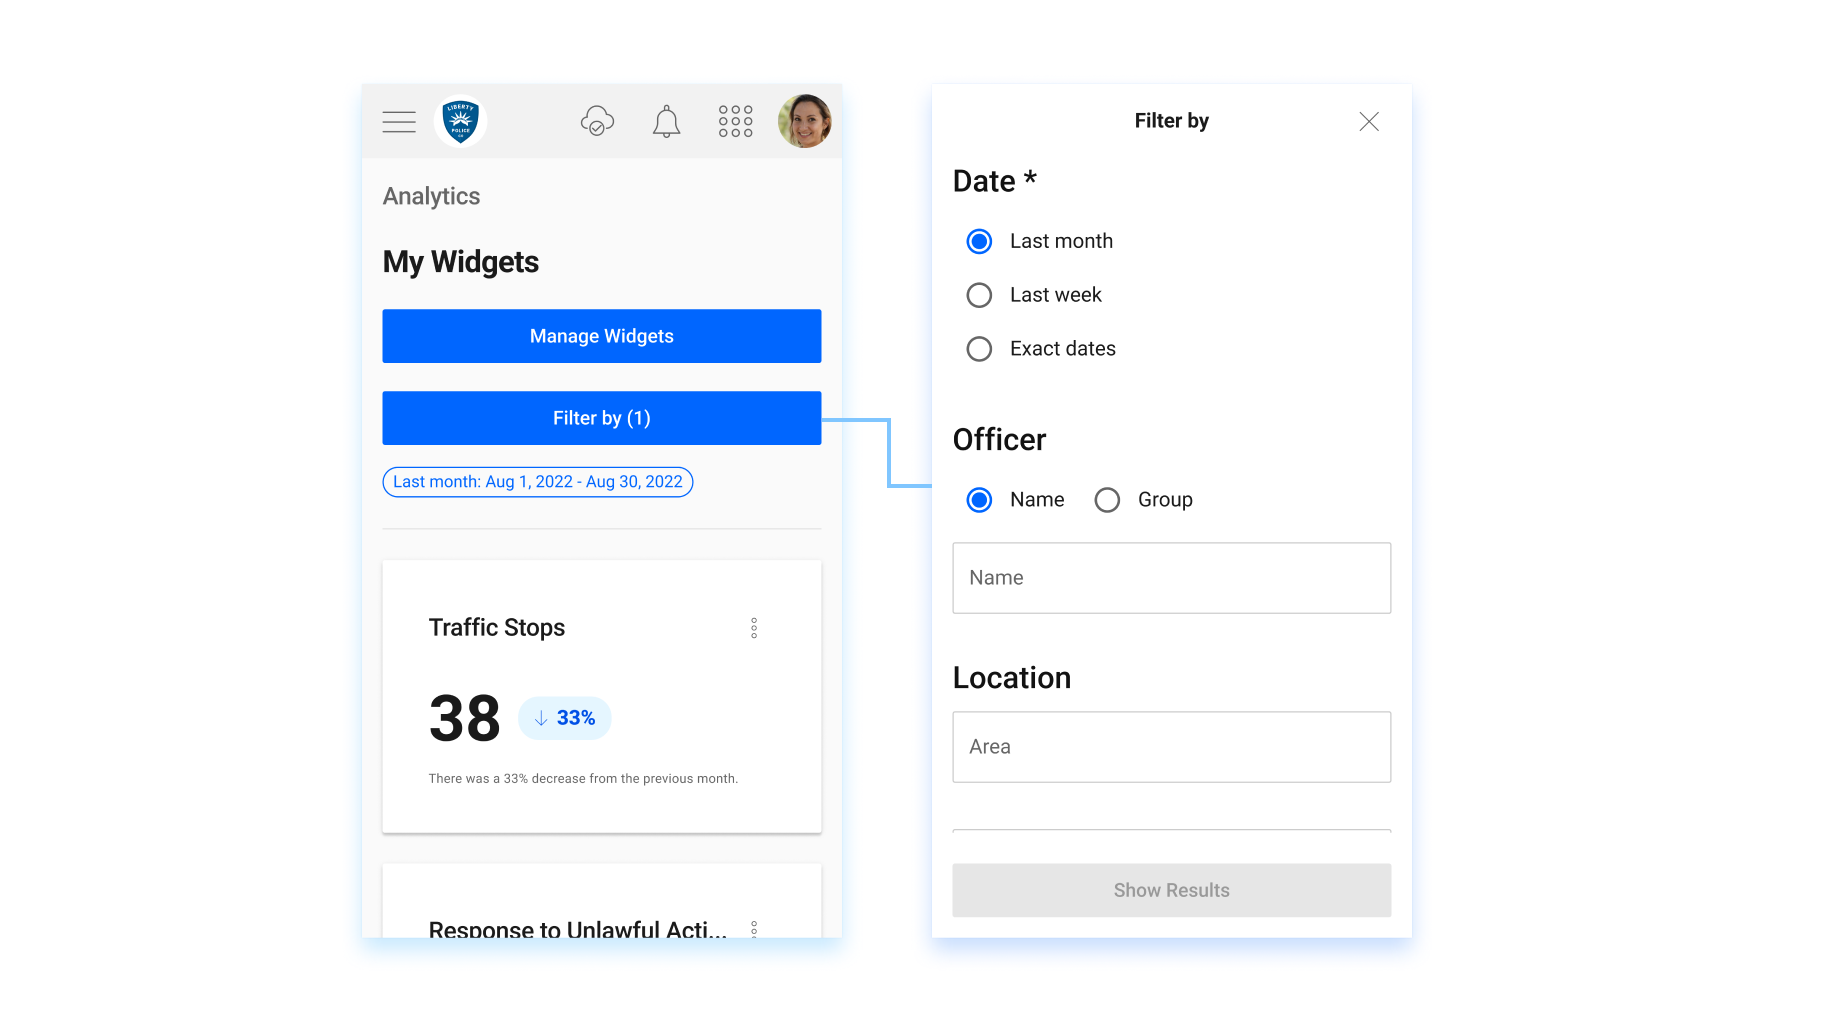 LIBERTY
POLICE
CO
Analytics
My Widgets
Manage Widgets
Filter by (1)
Last month: Aug 1, 2022 - Aug 30, 2022
Traffic Stops
38
33%
There was a 33% decrease from the previous month.
Response to Unlawful Acti...
Filter by
Date *
Last month
Last week
Exact dates
Officer
Name Group
Name
Location
Area
Show Results